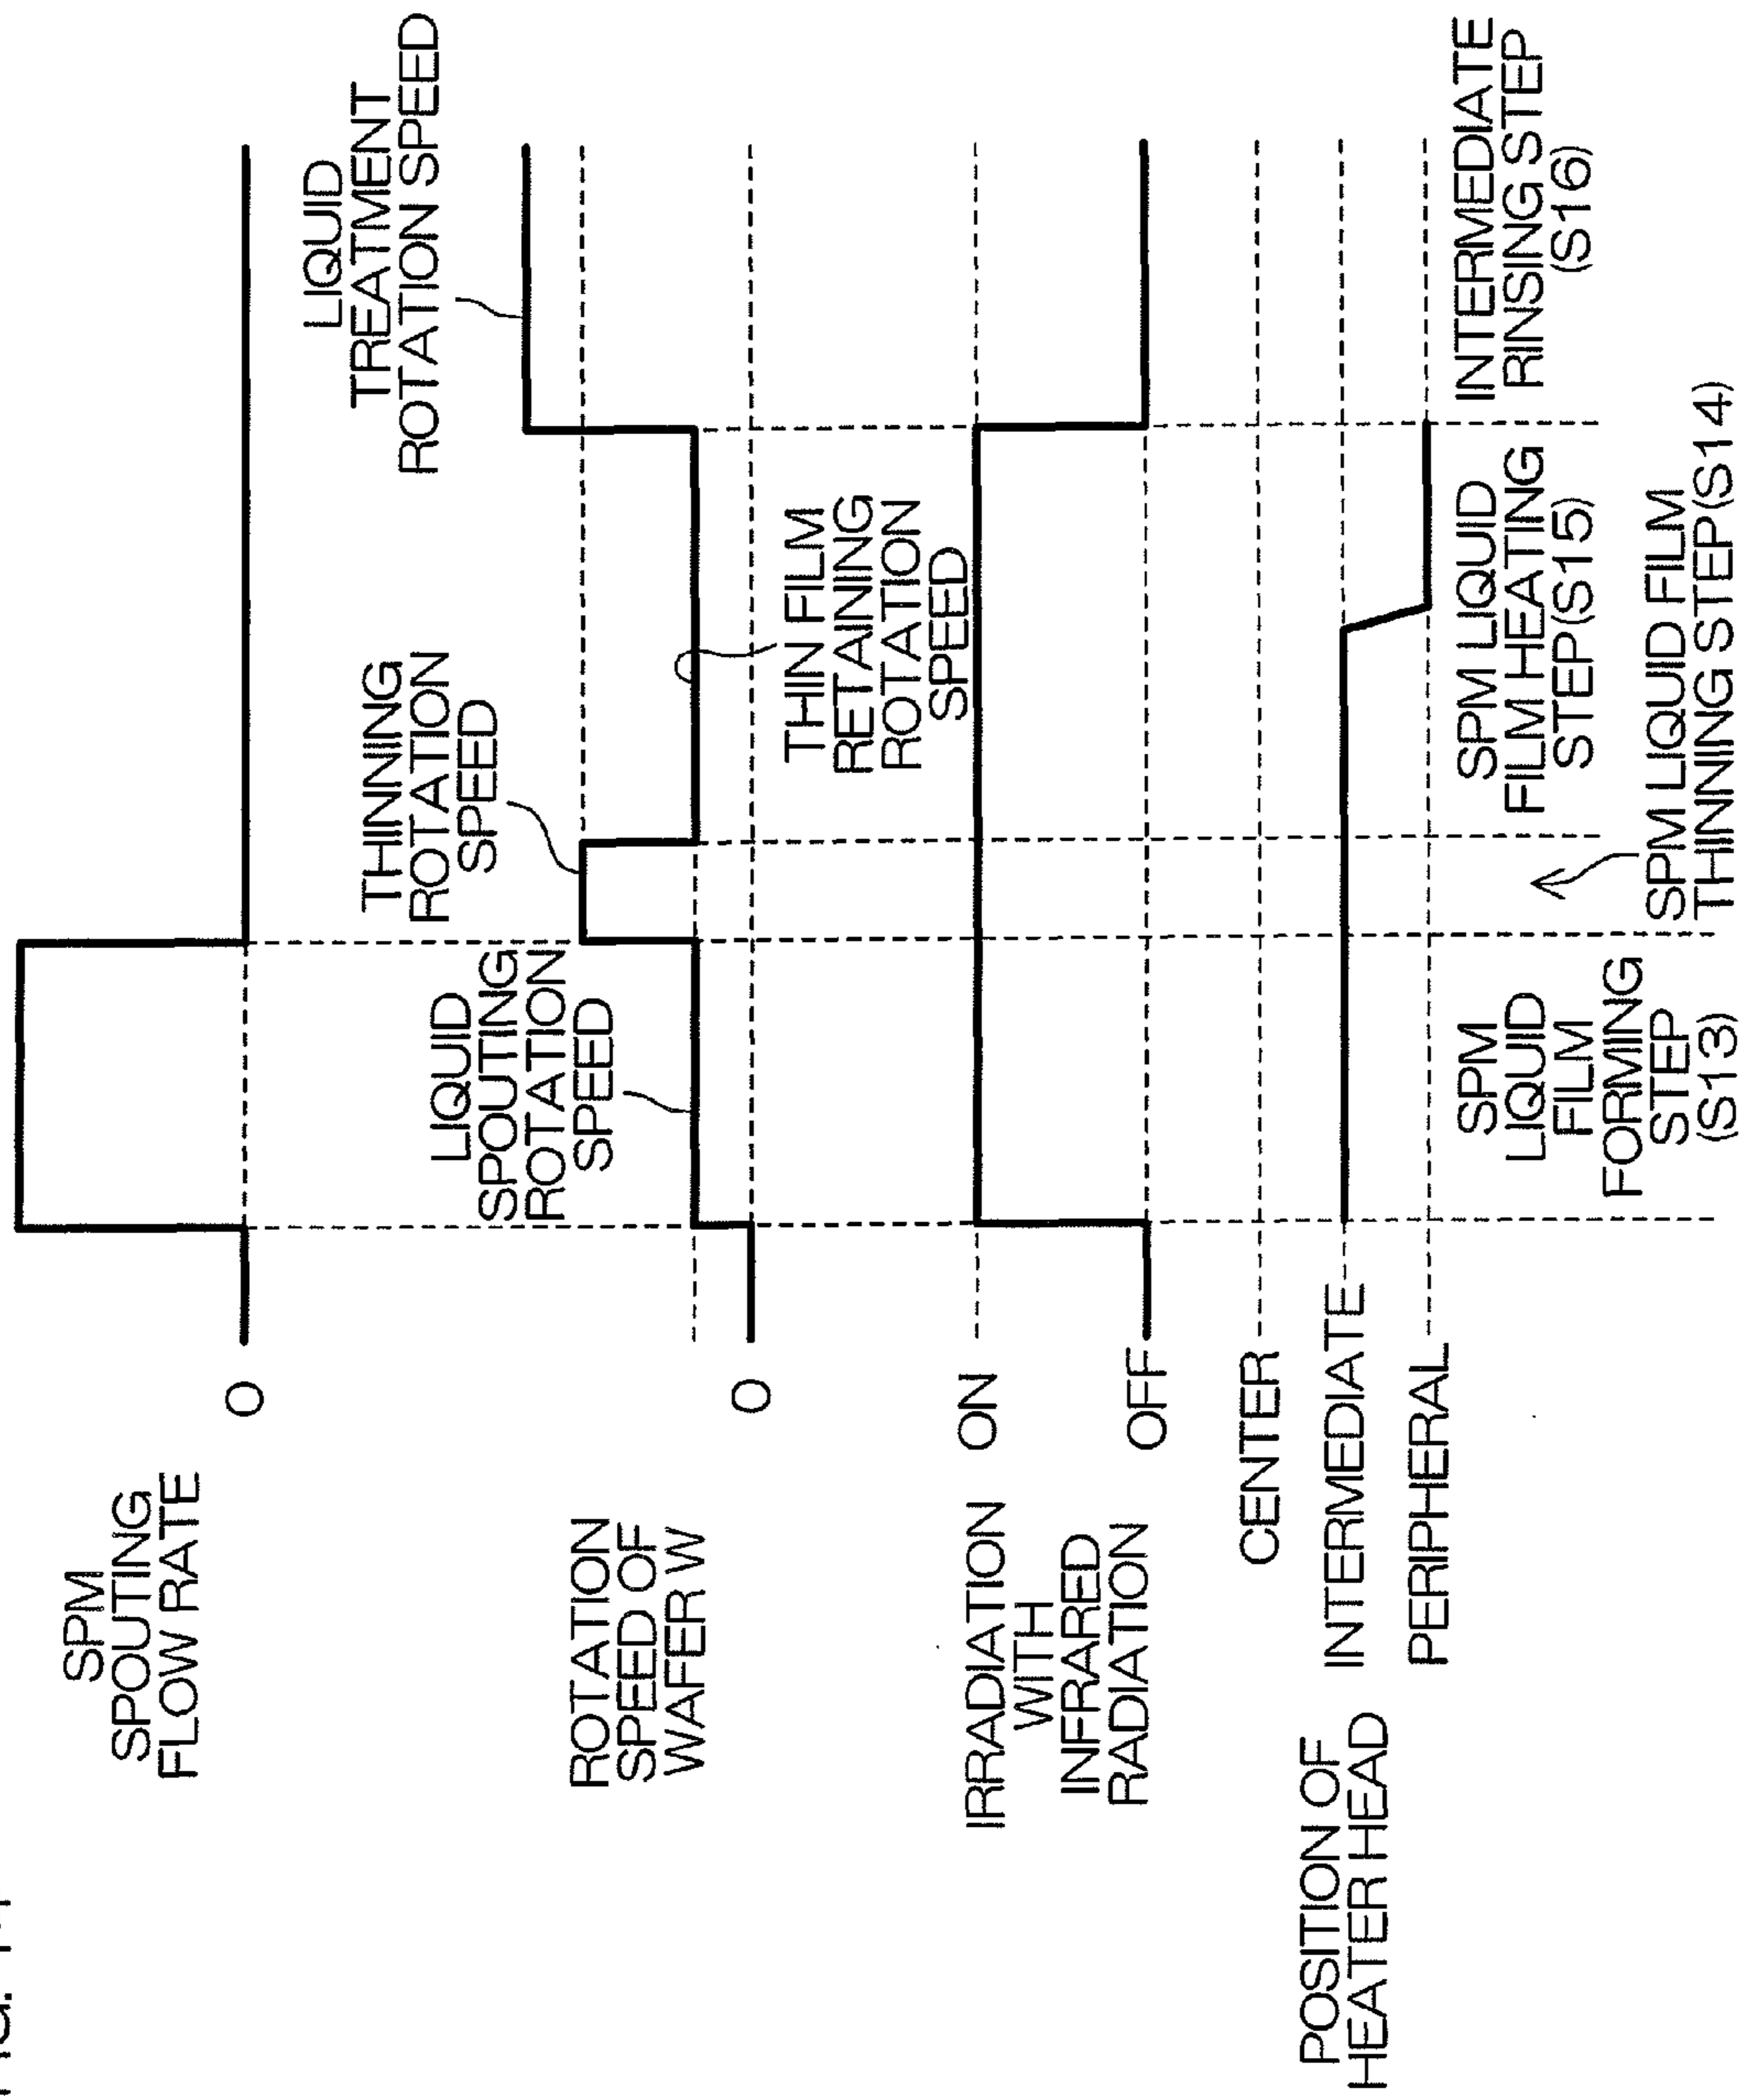 SPM
SPOUTING
FLOW RATE
0
ROTATION
SPEED OF
WAFER W
0
LIQUID
SPOUTING
ROTATION
SPEED
THINNING
ROTATION
SPEED
THIN FILM
RETAINING
ROTATION
SPEED
LIQUID
TREATMENT
ROTATION SPEED
IRRADIATION
WITH
INFRARED
RADIATION
ON
OFF
POSITION OF
HEATER HEAD
CENTER
INTERMEDIATE
PERIPHERAL
SPM
LIQUID
FILM
FORMING
STEP
(S13)
SPM LIQUID FILM
THINNING STEP(S14)
SPM LIQUID
FILM HEATING
STEP(S15)
INTERMEDIATE
RINSING STEP
(S16)